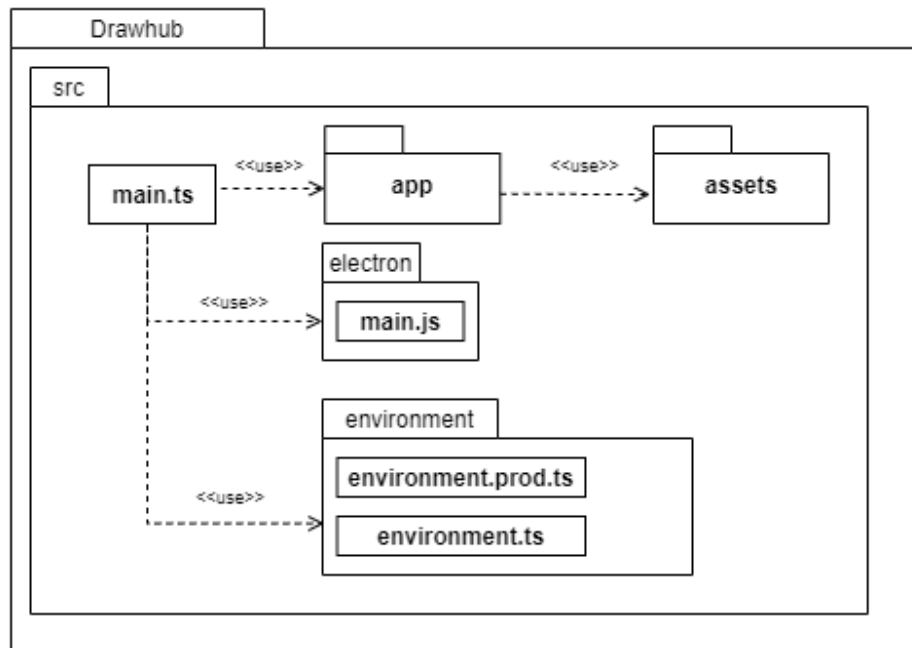 Drawhub
src
main.ts
<<use>>
app
<<use>>
assets
<<use>>
electron
main.js
<<use>>
environment
environment.prod.ts
environment.ts